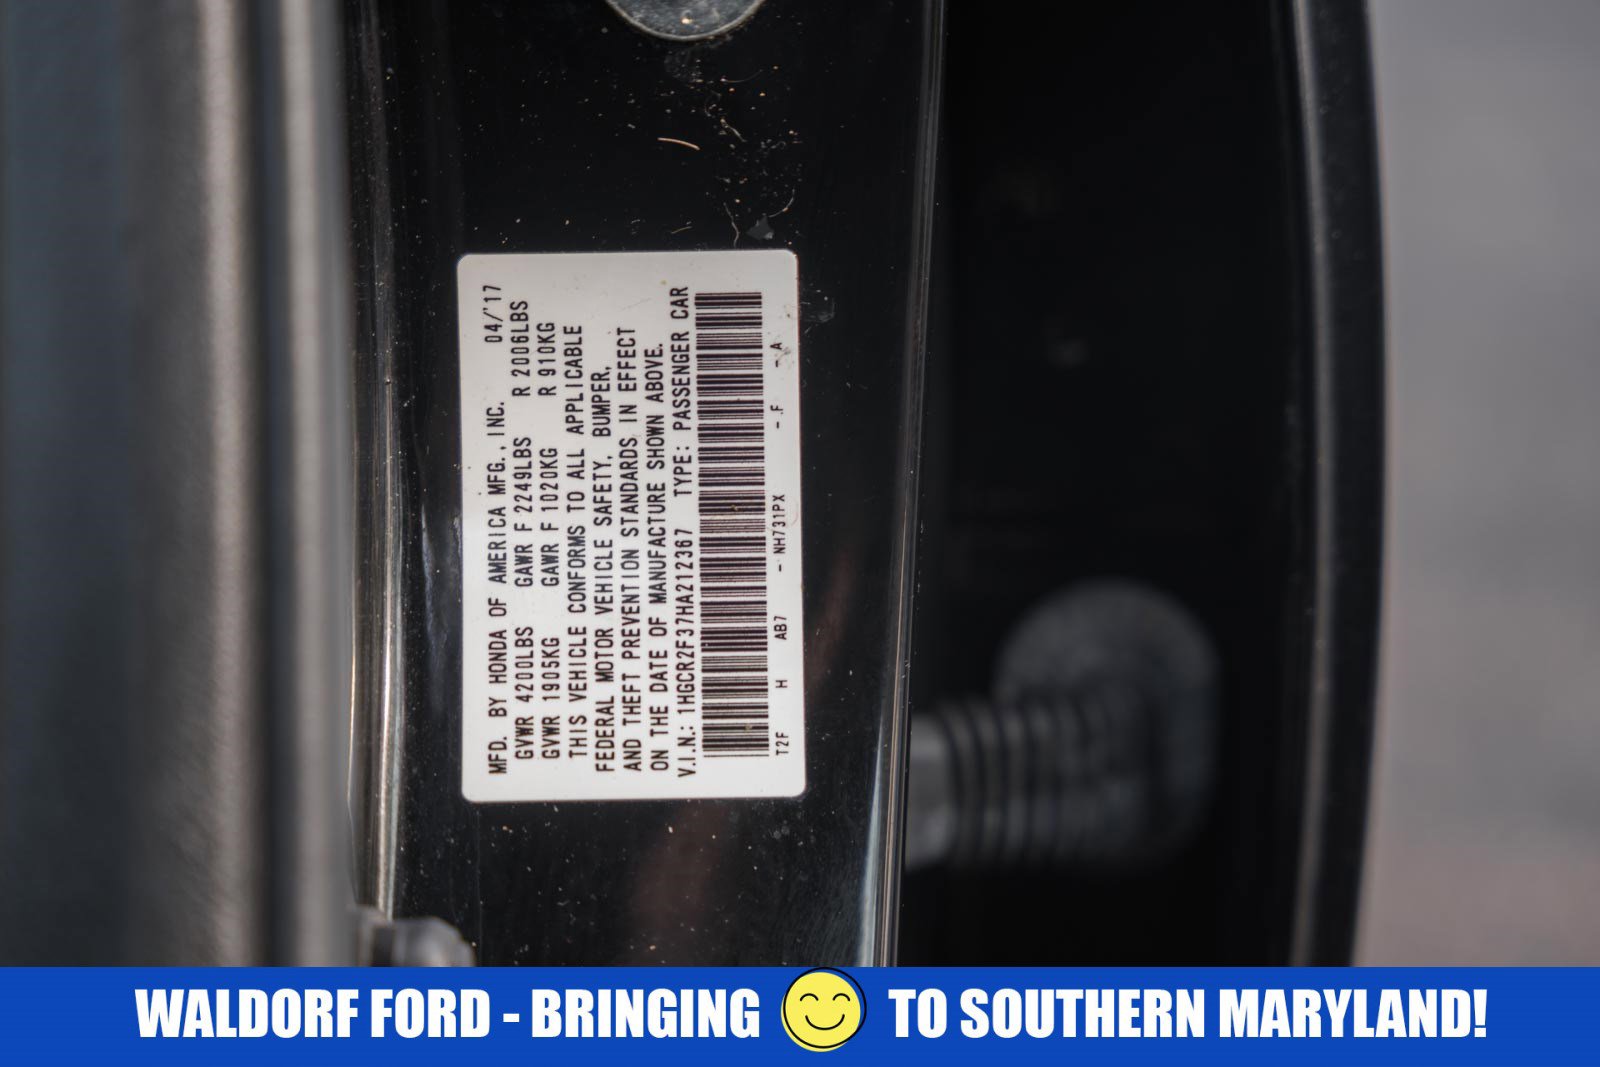 MFD. BY HONDA OF AMERICA MFG., INC. 04/'17
GVWR 4200LBS GAWR F 2249LBS R 2006LBS
GVWR 1905KG GAWR F 1020KG R 910KG
THIS VEHICLE CONFORMS TO ALL APPLICABLE
FEDERAL MOTOR VEHICLE SAFETY, BUMPER,
AND THEFT PREVENTION STANDARDS IN EFFECT
ON THE DATE OF MANUFACTURE SHOWN ABOVE.
V.I.N.: 1HGCR2F37HA212367 TYPE: PASSENGER CAR
T2F H AB7 - NH731PX - F - A
WALDORF FORD - BRINGING TO SOUTHERN MARYLAND!